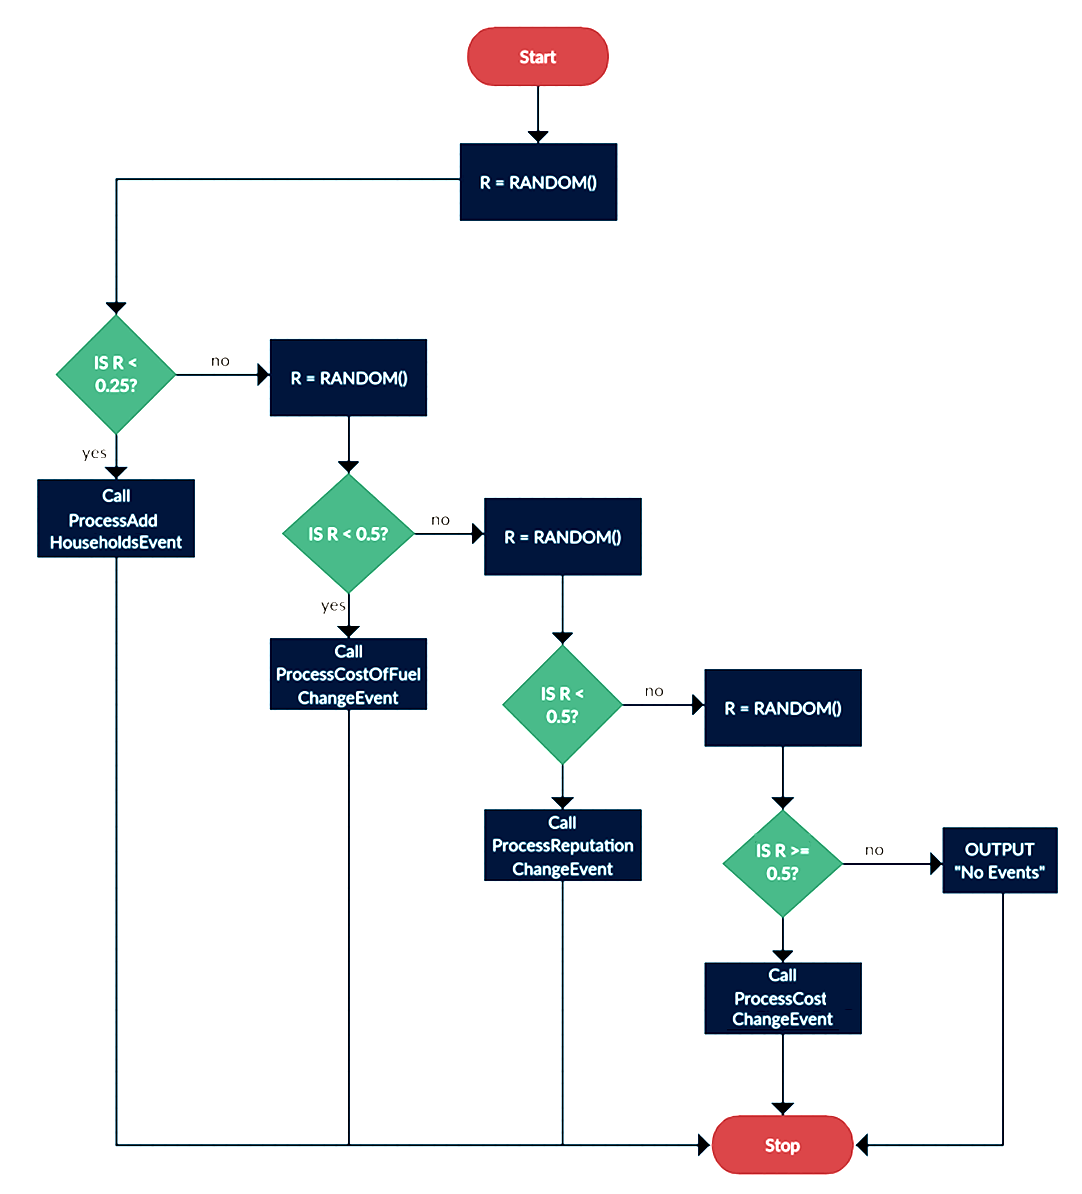 Start
R = RANDOM()
IS R <
0.25?
no
R = RANDOM()
yes
Call
ProcessAdd
HouseholdsEvent
IS R < 0.5?
no
R = RANDOM()
yes
Call
ProcessCostOfFuel
ChangeEvent
IS R <
0.5?
no
R = RANDOM()
Call
ProcessReputation
ChangeEvent
IS R >=
0.5?
no
OUTPUT
"No Events"
Call
ProcessCost
ChangeEvent
Stop